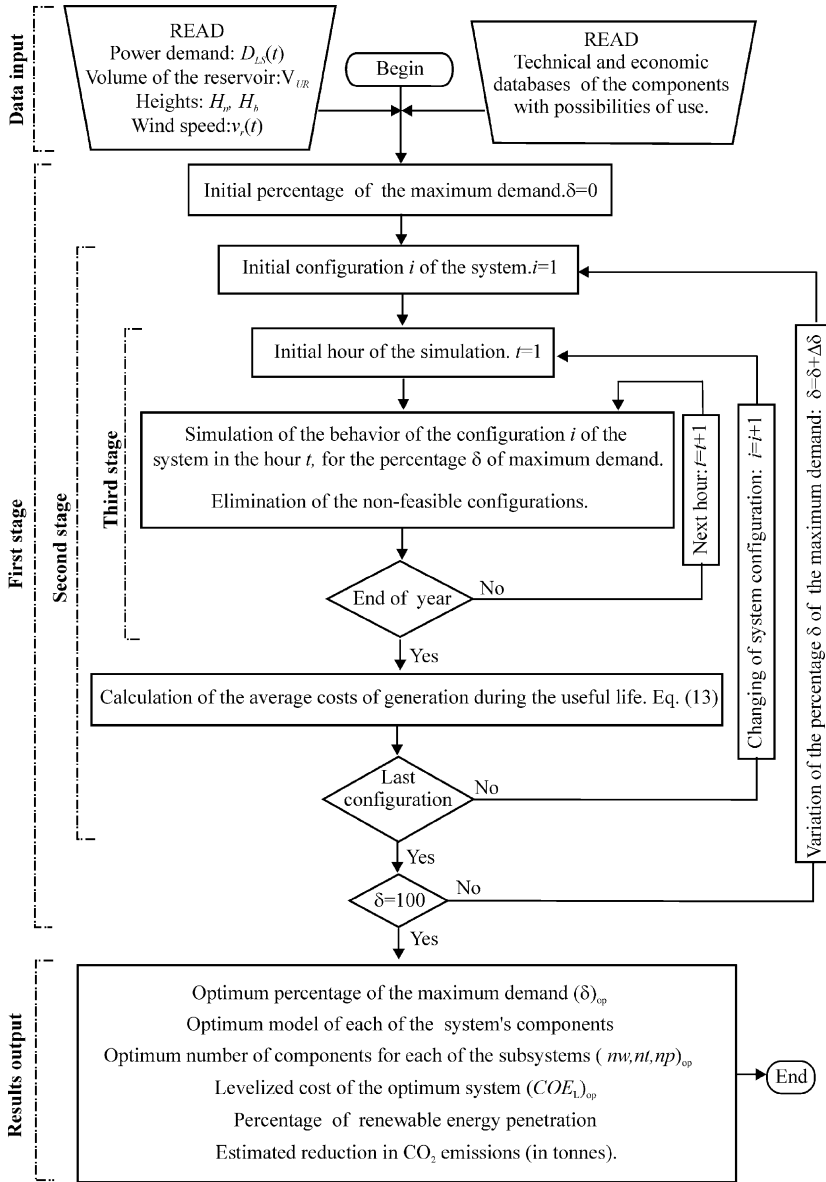 Data input
READ
Power demand: D_LS(t)
Volume of the reservoir:V_UR
Heights: H_n, H_b
Wind speed:v_r(t)
Begin
READ
Technical and economic
databases of the components
with possibilities of use.
First stage
Initial percentage of the maximum demand.δ=0
Second stage
Initial configuration i of the system.i=1
Third stage
Initial hour of the simulation. t=1
Simulation of the behavior of the configuration i of the
system in the hour t, for the percentage δ of maximum demand.
Elimination of the non-feasible configurations.
Next hour: t=t+1
Changing of system configuration: i=i+1
Variation of the percentage δ of the maximum demand: δ=δ+Δδ
End of year
No
Yes
Calculation of the average costs of generation during the useful life. Eq. (13)
Last
configuration
No
Yes
δ=100
No
Yes
Results output
Optimum percentage of the maximum demand (δ)_op
Optimum model of each of the system's components
Optimum number of components for each of the subsystems ( nw,nt,np)_op
Levelized cost of the optimum system (COE_L)_op
Percentage of renewable energy penetration
Estimated reduction in CO₂ emissions (in tonnes).
End